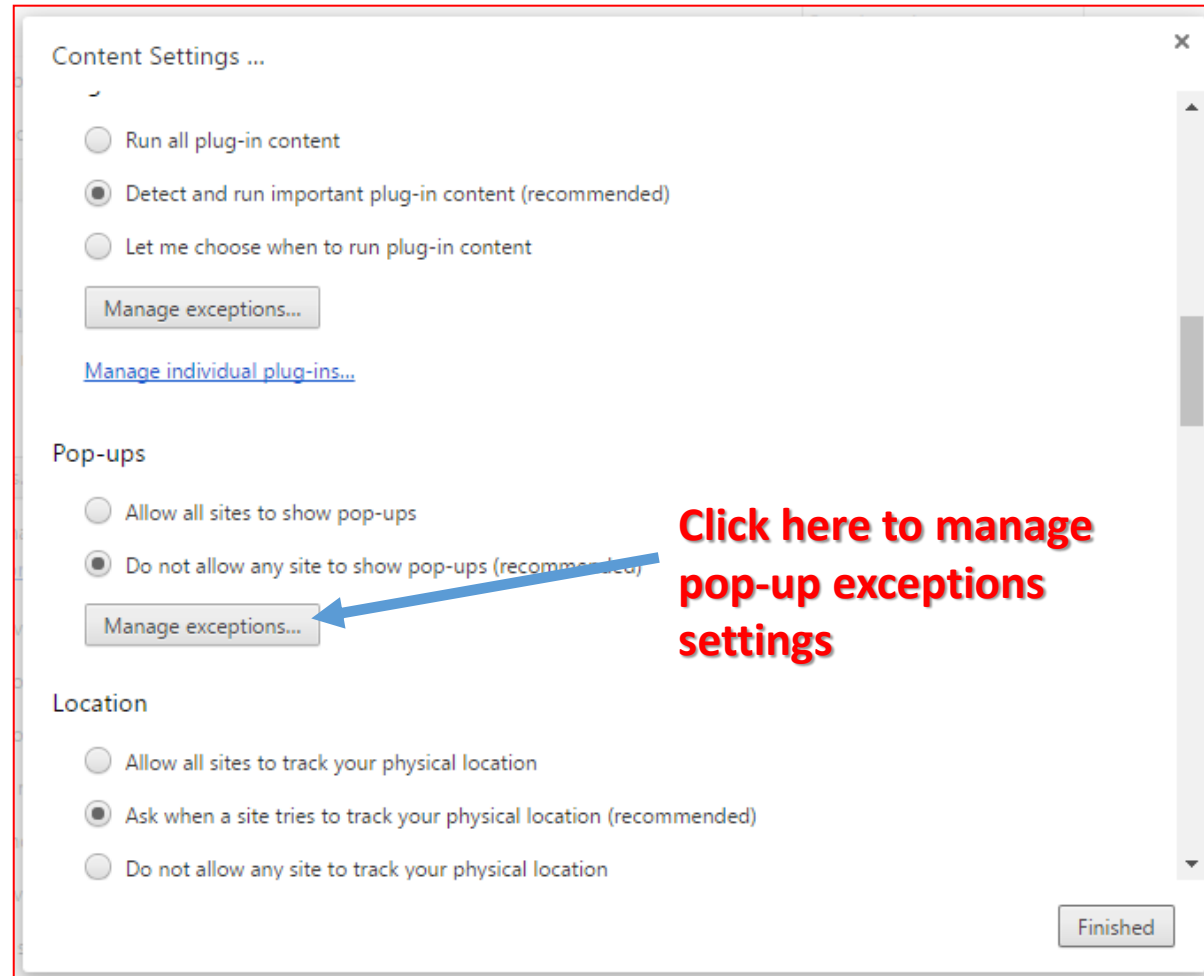 Content Settings ...
Run all plug-in content
Detect and run important plug-in content (recommended)
Let me choose when to run plug-in content
Manage exceptions...
Manage individual plug-ins...
Pop-ups
Allow all sites to show pop-ups
Do not allow any site to show pop-ups (recommended)
Manage exceptions...
Click here to manage
pop-up exceptions
settings
Location
Allow all sites to track your physical location
Ask when a site tries to track your physical location (recommended)
Do not allow any site to track your physical location
Finished